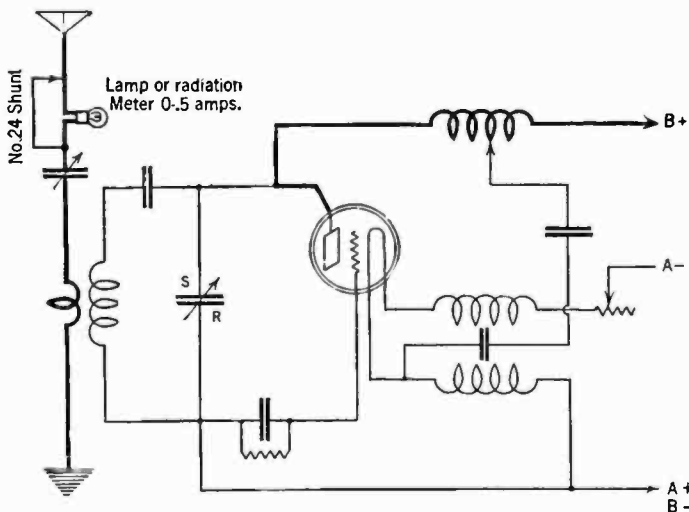 No.24 Shunt
Lamp or radiation
Meter 0-.5 amps.
B+
S
R
A-
A+
B-